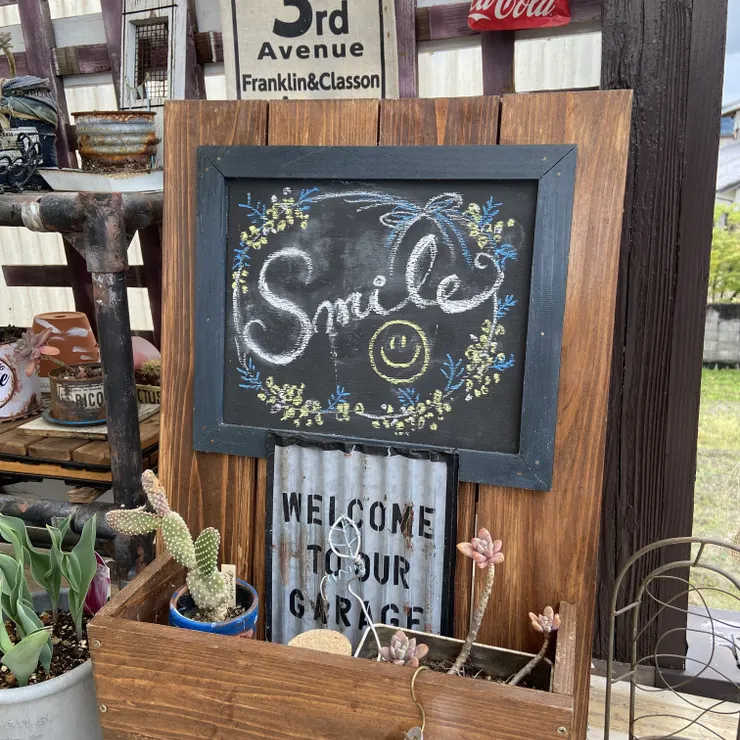 3rd
Avenue
Franklin&Classon
Coca-Cola
Smile
WELCOME
TO OUR
GARAGE